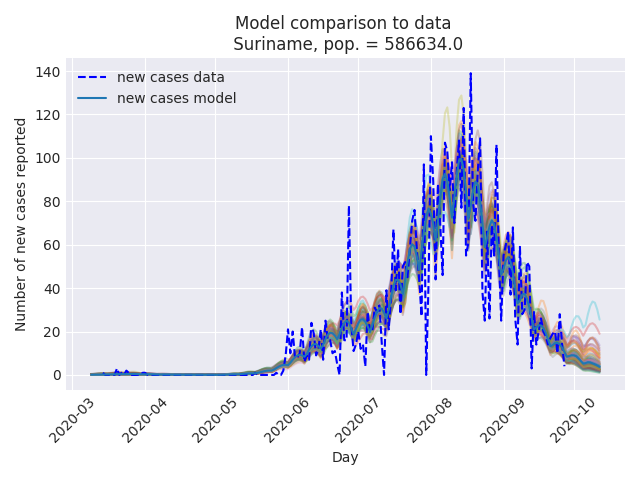 Model comparison to data
Suriname, pop. = 586634.0
new cases data
new cases model
Number of new cases reported
140
120
100
80
60
40
20
0
2020-03
2020-04
2020-05
2020-06
2020-07
2020-08
2020-09
2020-10
Day